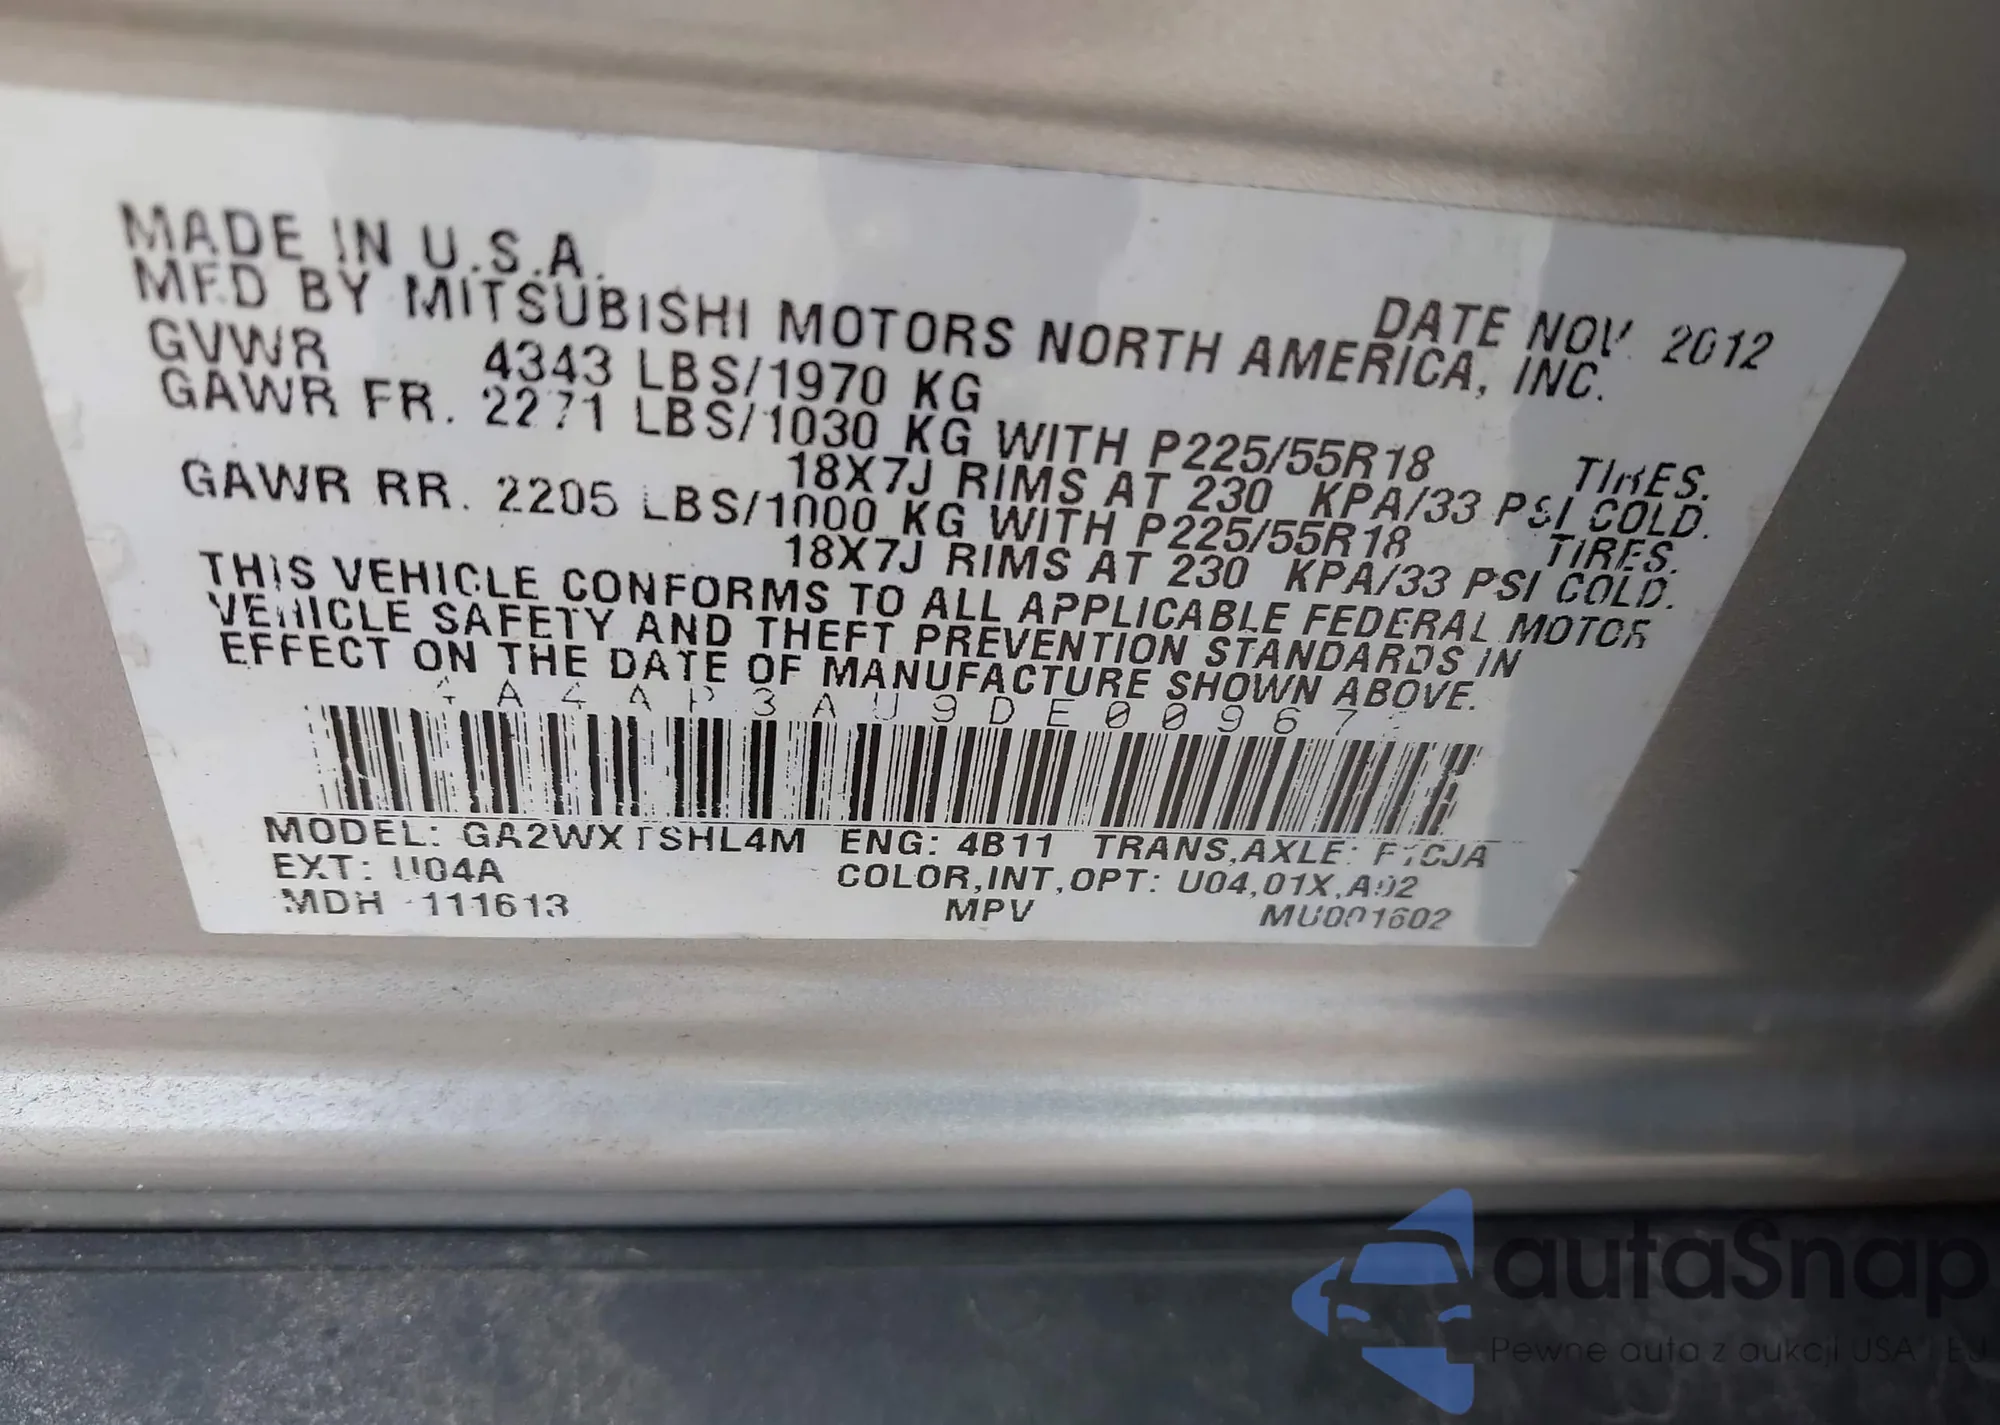 MADE IN U.S.A.
DATE NOV 2012
MFD BY MITSUBISHI MOTORS NORTH AMERICA, INC.
GVWR 4343 LBS/1970 KG
GAWR FR. 2271 LBS/1030 KG WITH P225/55R18 TIRES.
18X7J RIMS AT 230 KPA/33 PSI COLD.
GAWR RR. 2205 LBS/1000 KG WITH P225/55R18 TIRES.
18X7J RIMS AT 230 KPA/33 PSI COLD.
THIS VEHICLE CONFORMS TO ALL APPLICABLE FEDERAL MOTOR
VEHICLE SAFETY AND THEFT PREVENTION STANDARDS IN
EFFECT ON THE DATE OF MANUFACTURE SHOWN ABOVE.
MODEL: GA2WXTSHL4M ENG: 4B11 TRANS,AXLE:
EXT: U04A COLOR,INT,OPT: U04,01X,A02
MDH 111613 MPV MU001602
autaSnap
Pewne auta z aukcji USA EU